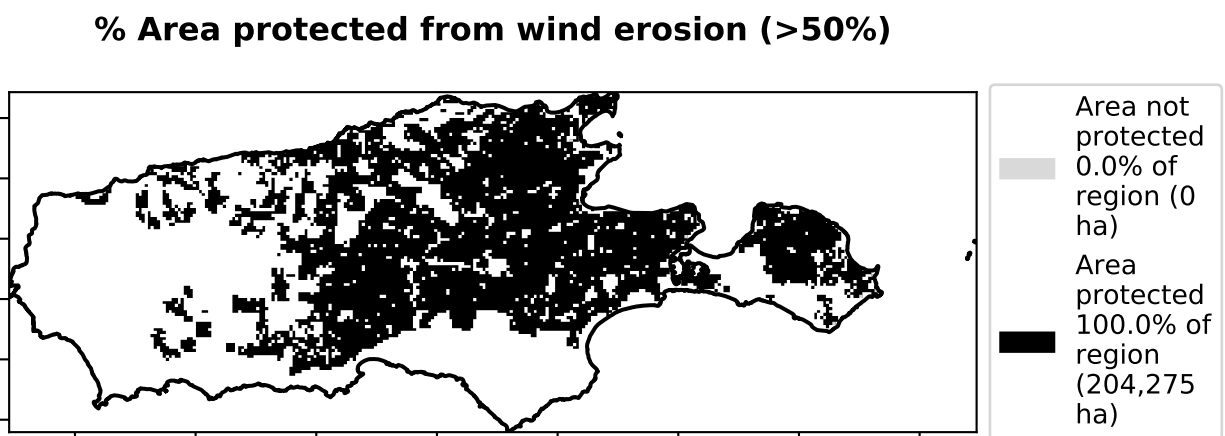 % Area protected from wind erosion (>50%)
Area not
protected
0.0% of
region (0
ha)
Area
protected
100.0% of
region
(204,275
ha)